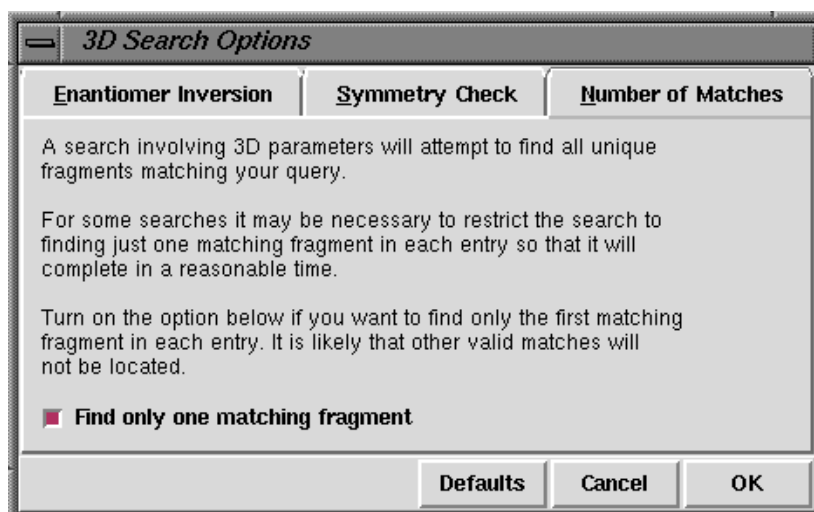 3D Search Options
Enantiomer Inversion
Symmetry Check
Number of Matches
A search involving 3D parameters will attempt to find all unique
fragments matching your query.
For some searches it may be necessary to restrict the search to
finding just one matching fragment in each entry so that it will
complete in a reasonable time.
Turn on the option below if you want to find only the first matching
fragment in each entry. It is likely that other valid matches will
not be located.
Find only one matching fragment
Defaults
Cancel
OK